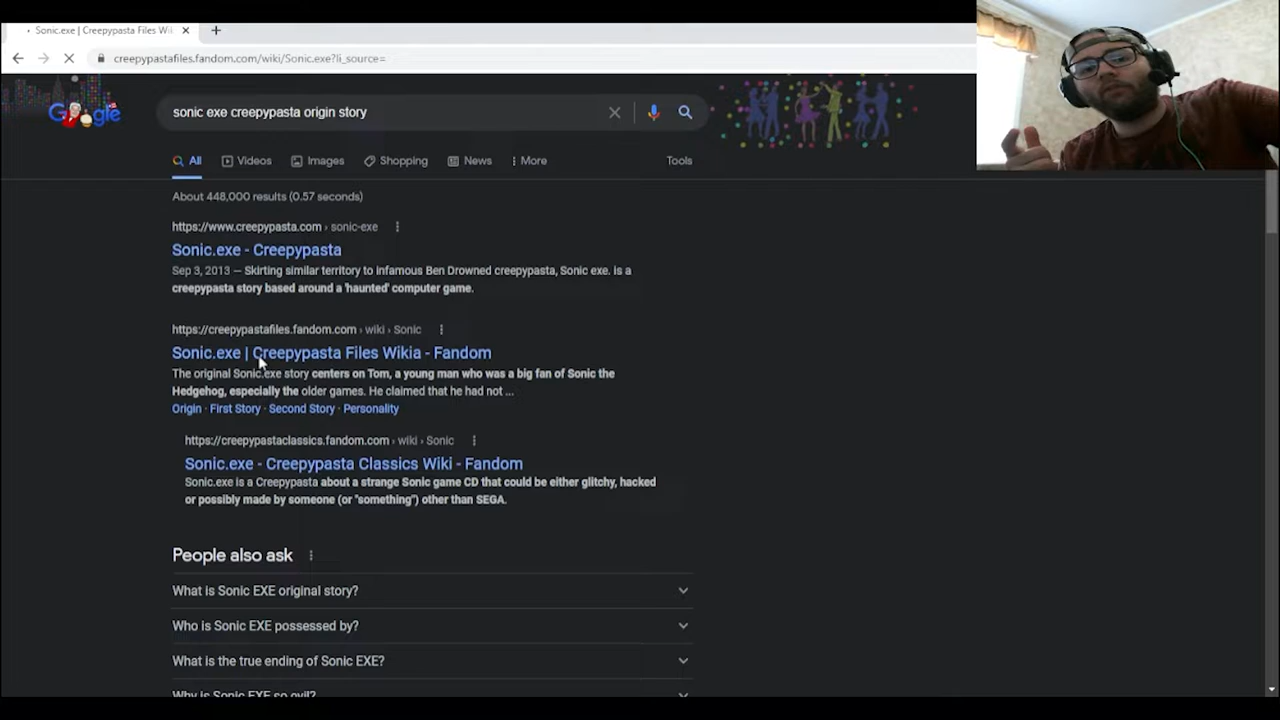 Sonic.exe | Creepypasta Files Wi
creepypastafiles.fandom.com/wiki/Sonic.exe?li_source=
Google
sonic exe creepypasta origin story
All Videos Images Shopping News More Tools
About 448,000 results (0.57 seconds)
https://www.creepypasta.com › sonic-exe
Sonic.exe - Creepypasta
Sep 3, 2013 — Skirting similar territory to infamous Ben Drowned creepypasta, Sonic exe. is a
creepypasta story based around a 'haunted' computer game.
https://creepypastafiles.fandom.com › wiki › Sonic
Sonic.exe | Creepypasta Files Wikia - Fandom
The original Sonic.exe story centers on Tom, a young man who was a big fan of Sonic the
Hedgehog, especially the older games. He claimed that he had not ...
Origin · First Story · Second Story · Personality
https://creepypastaclassics.fandom.com › wiki › Sonic
Sonic.exe - Creepypasta Classics Wiki - Fandom
Sonic.exe is a Creepypasta about a strange Sonic game CD that could be either glitchy, hacked
or possibly made by someone (or "something") other than SEGA.
People also ask
What is Sonic EXE original story?
Who is Sonic EXE possessed by?
What is the true ending of Sonic EXE?
Why is Sonic EXE so evil?